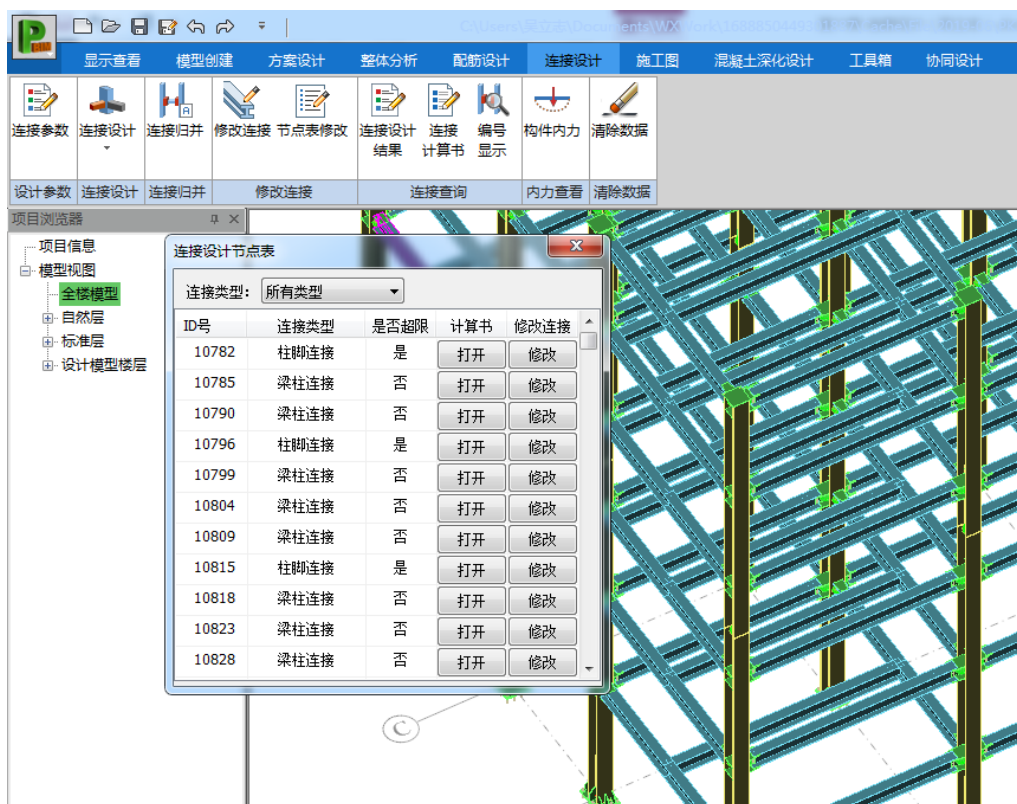 显示查看 模型创建 方案设计 整体分析 配筋设计 连接设计 施工图 混凝土深化设计 工具箱 协同设计
连接参数 连接设计 连接归并 修改连接 节点表修改 连接设计结果 连接计算书 编号显示 构件内力 清除数据
设计参数 连接设计 连接归并 修改连接 连接查询 内力查看 清除数据
项目浏览器
项目信息
模型视图
全楼模型
自然层
标准层
设计模型楼层
连接设计节点表
连接类型: 所有类型
ID号 连接类型 是否超限 计算书 修改连接
10782 柱脚连接 是 打开 修改
10785 梁柱连接 否 打开 修改
10790 梁柱连接 否 打开 修改
10796 柱脚连接 是 打开 修改
10799 梁柱连接 否 打开 修改
10804 梁柱连接 否 打开 修改
10809 梁柱连接 否 打开 修改
10815 柱脚连接 是 打开 修改
10818 梁柱连接 否 打开 修改
10823 梁柱连接 否 打开 修改
10828 梁柱连接 否 打开 修改
C